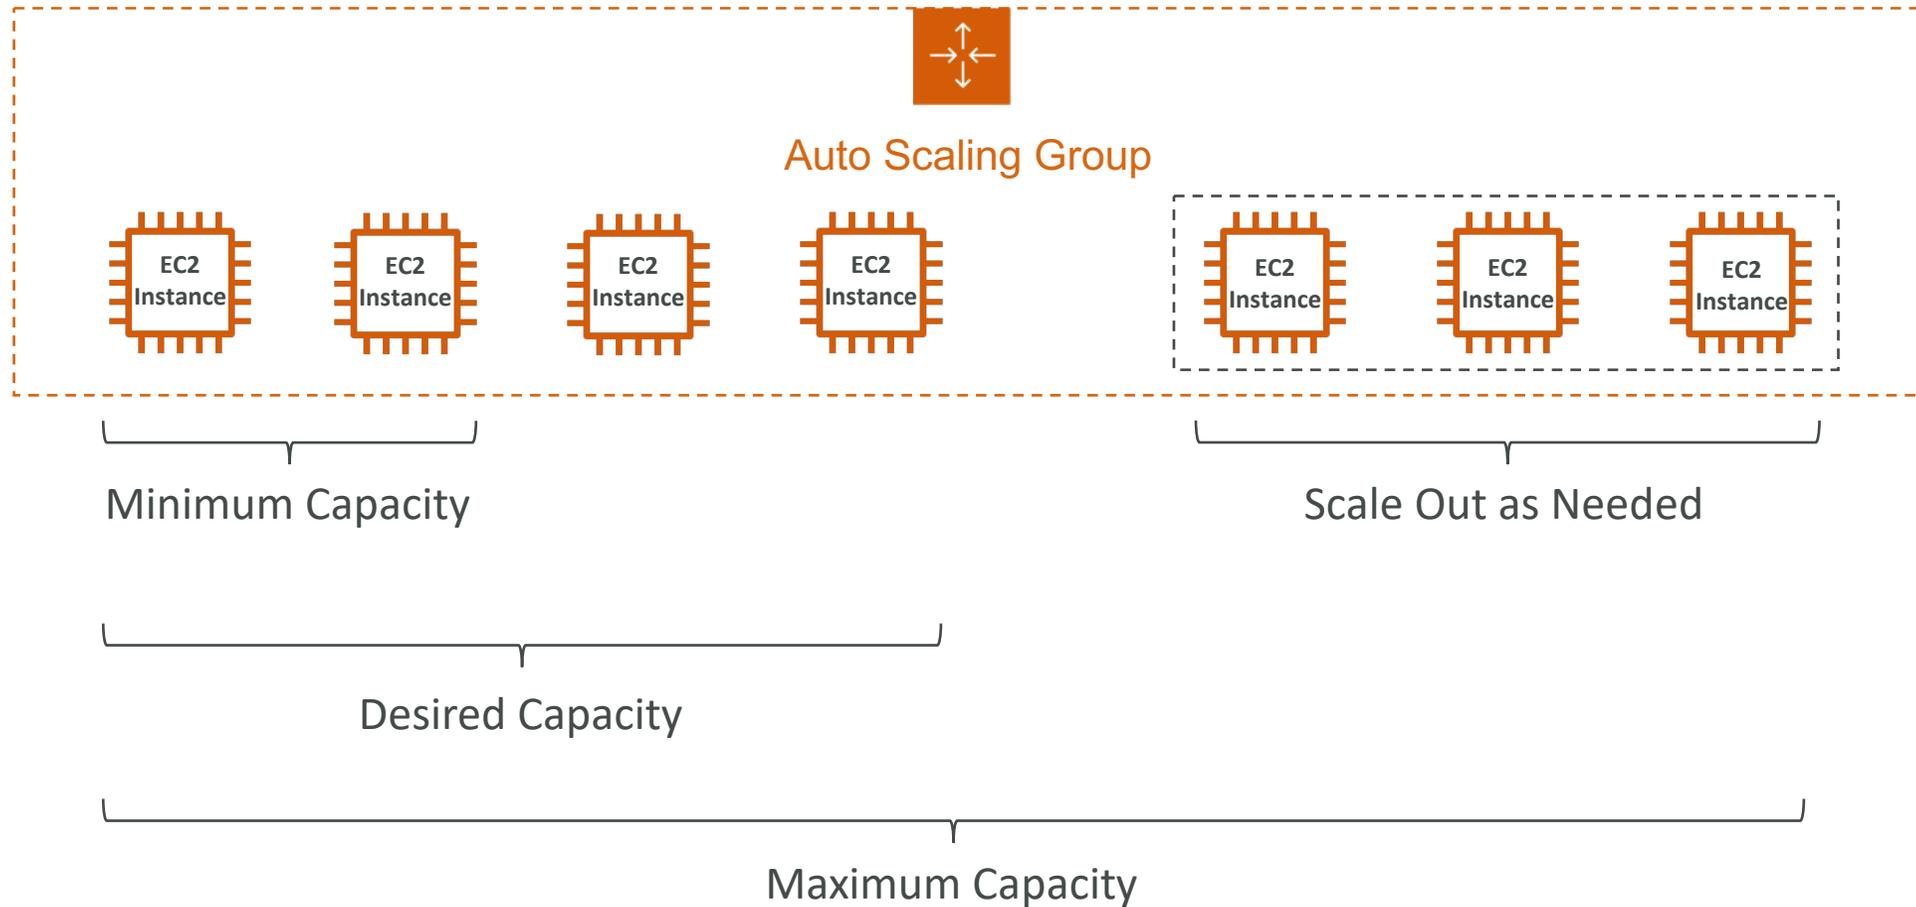 Auto Scaling Group
EC2
Instance
EC2
Instance
EC2
Instance
EC2
Instance
EC2
Instance
EC2
Instance
EC2
Instance
Minimum Capacity
Scale Out as Needed
Desired Capacity
Maximum Capacity